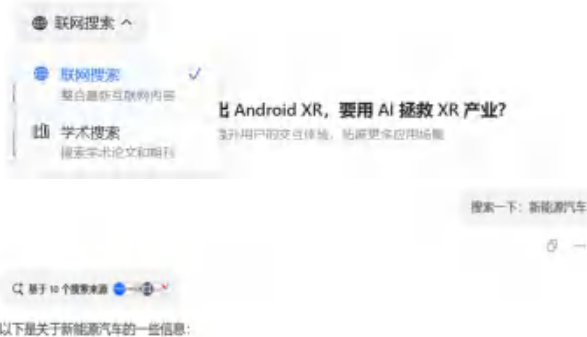 联网搜索
联网搜索
整合最新互联网内容
Android XR，要用 AI 拯救 XR 产业?
学术搜索
提升用户的交互体验，拓展更多应用场景
搜索学术论文和期刊
搜索一下：新能源汽车
基于 10 个搜索来源
以下是关于新能源汽车的一些信息：